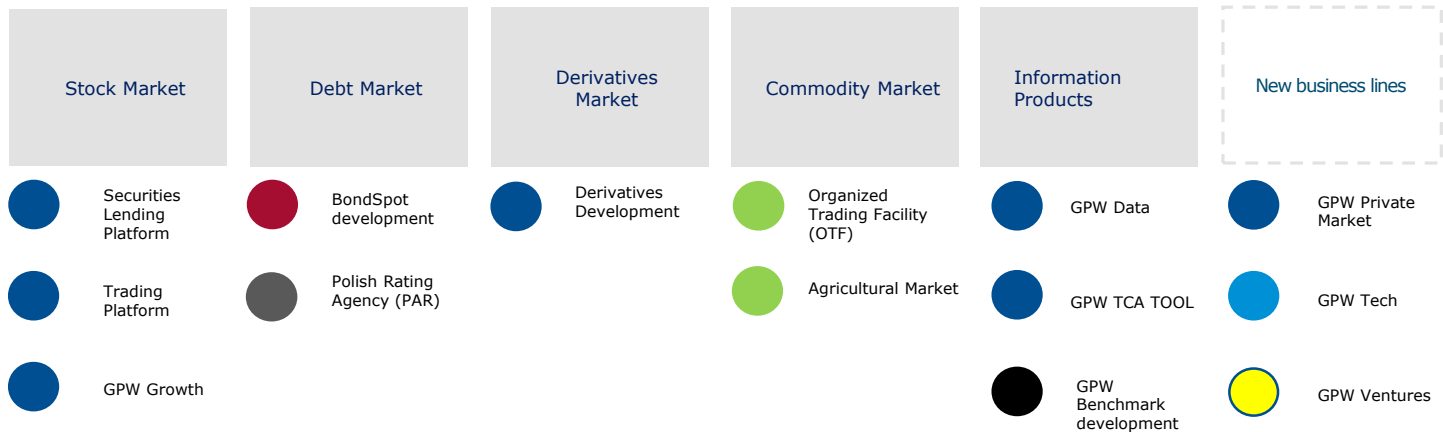 Stock Market
Debt Market
Derivatives
Market
Commodity Market
Information
Products
New business lines
Securities
Lending
Platform
BondSpot
development
Derivatives
Development
Organized
Trading Facility
(OTF)
GPW Data
GPW Private
Market
Trading
Platform
Polish Rating
Agency (PAR)
Agricultural Market
GPW TCA TOOL
GPW Tech
GPW Growth
GPW
Benchmark
development
GPW Ventures